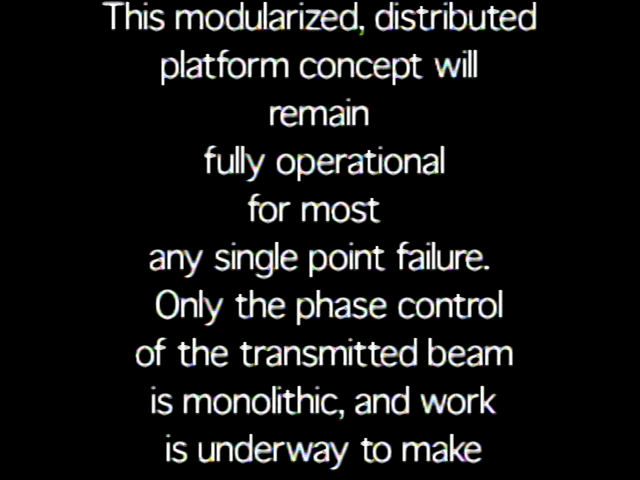 This modularized, distributed
platform concept will
remain
fully operational
for most
any single point failure.
Only the phase control
of the transmitted beam
is monolithic, and work
is underway to make